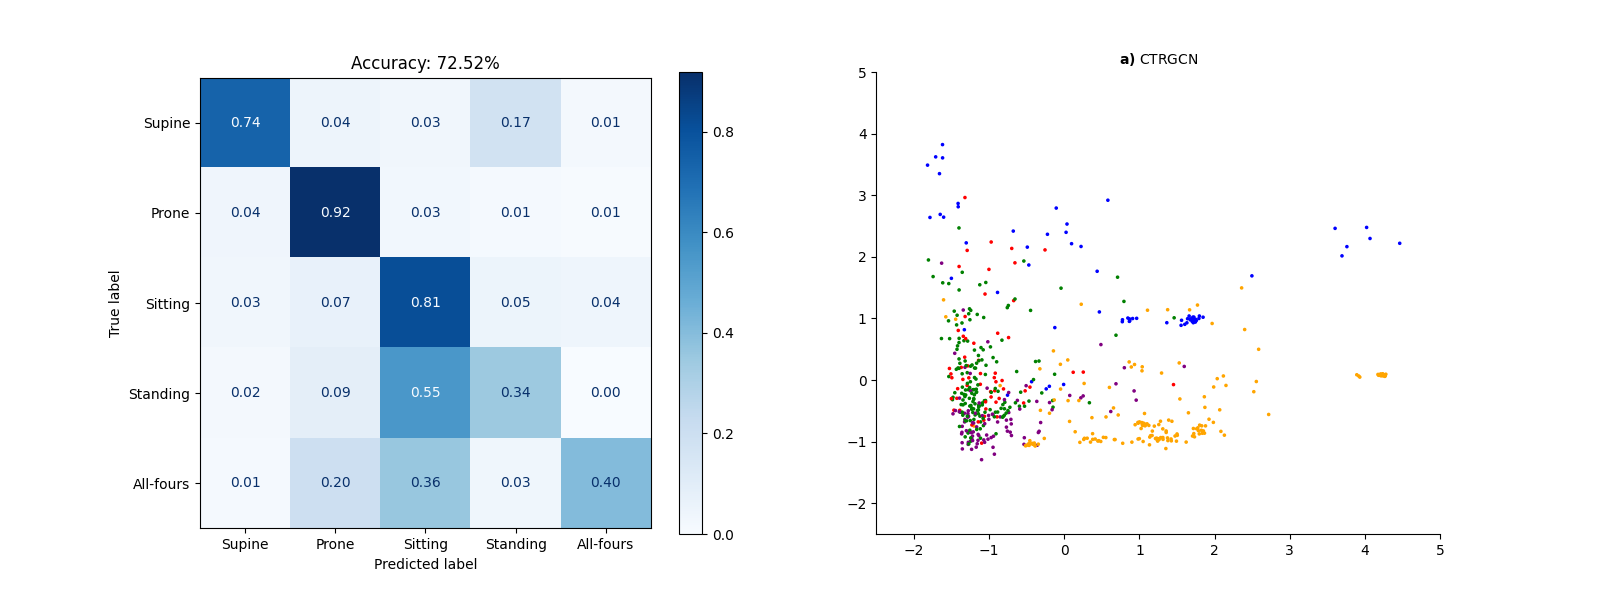 Accuracy: 72.52%
True label
Supine 0.74 0.04 0.03 0.17 0.01
Prone 0.04 0.92 0.03 0.01 0.01
Sitting 0.03 0.07 0.81 0.05 0.04
Standing 0.02 0.09 0.55 0.34 0.00
All-fours 0.01 0.20 0.36 0.03 0.40
Supine Prone Sitting Standing All-fours
Predicted label
0.8
0.6
0.4
0.2
0.0
a) CTRGCN
5
4
3
2
1
0
−1
−2
−2 −1 0 1 2 3 4 5